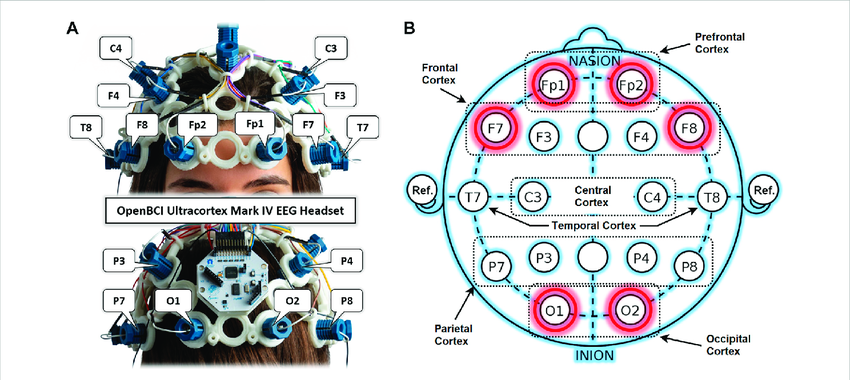 A
C4
C3
F4
F3
T8
F8
Fp2
Fp1
F7
T7
OpenBCI Ultracortex Mark IV EEG Headset
P3
P4
P7
O1
O2
P8
B
Prefrontal
Cortex
Frontal
Cortex
NASION
Fp1
Fp2
F7
F3
F4
F8
Ref.
T7
C3
Central
Cortex
C4
T8
Ref.
Temporal Cortex
P7
P3
P4
P8
O1
O2
Parietal
Cortex
Occipital
Cortex
INION